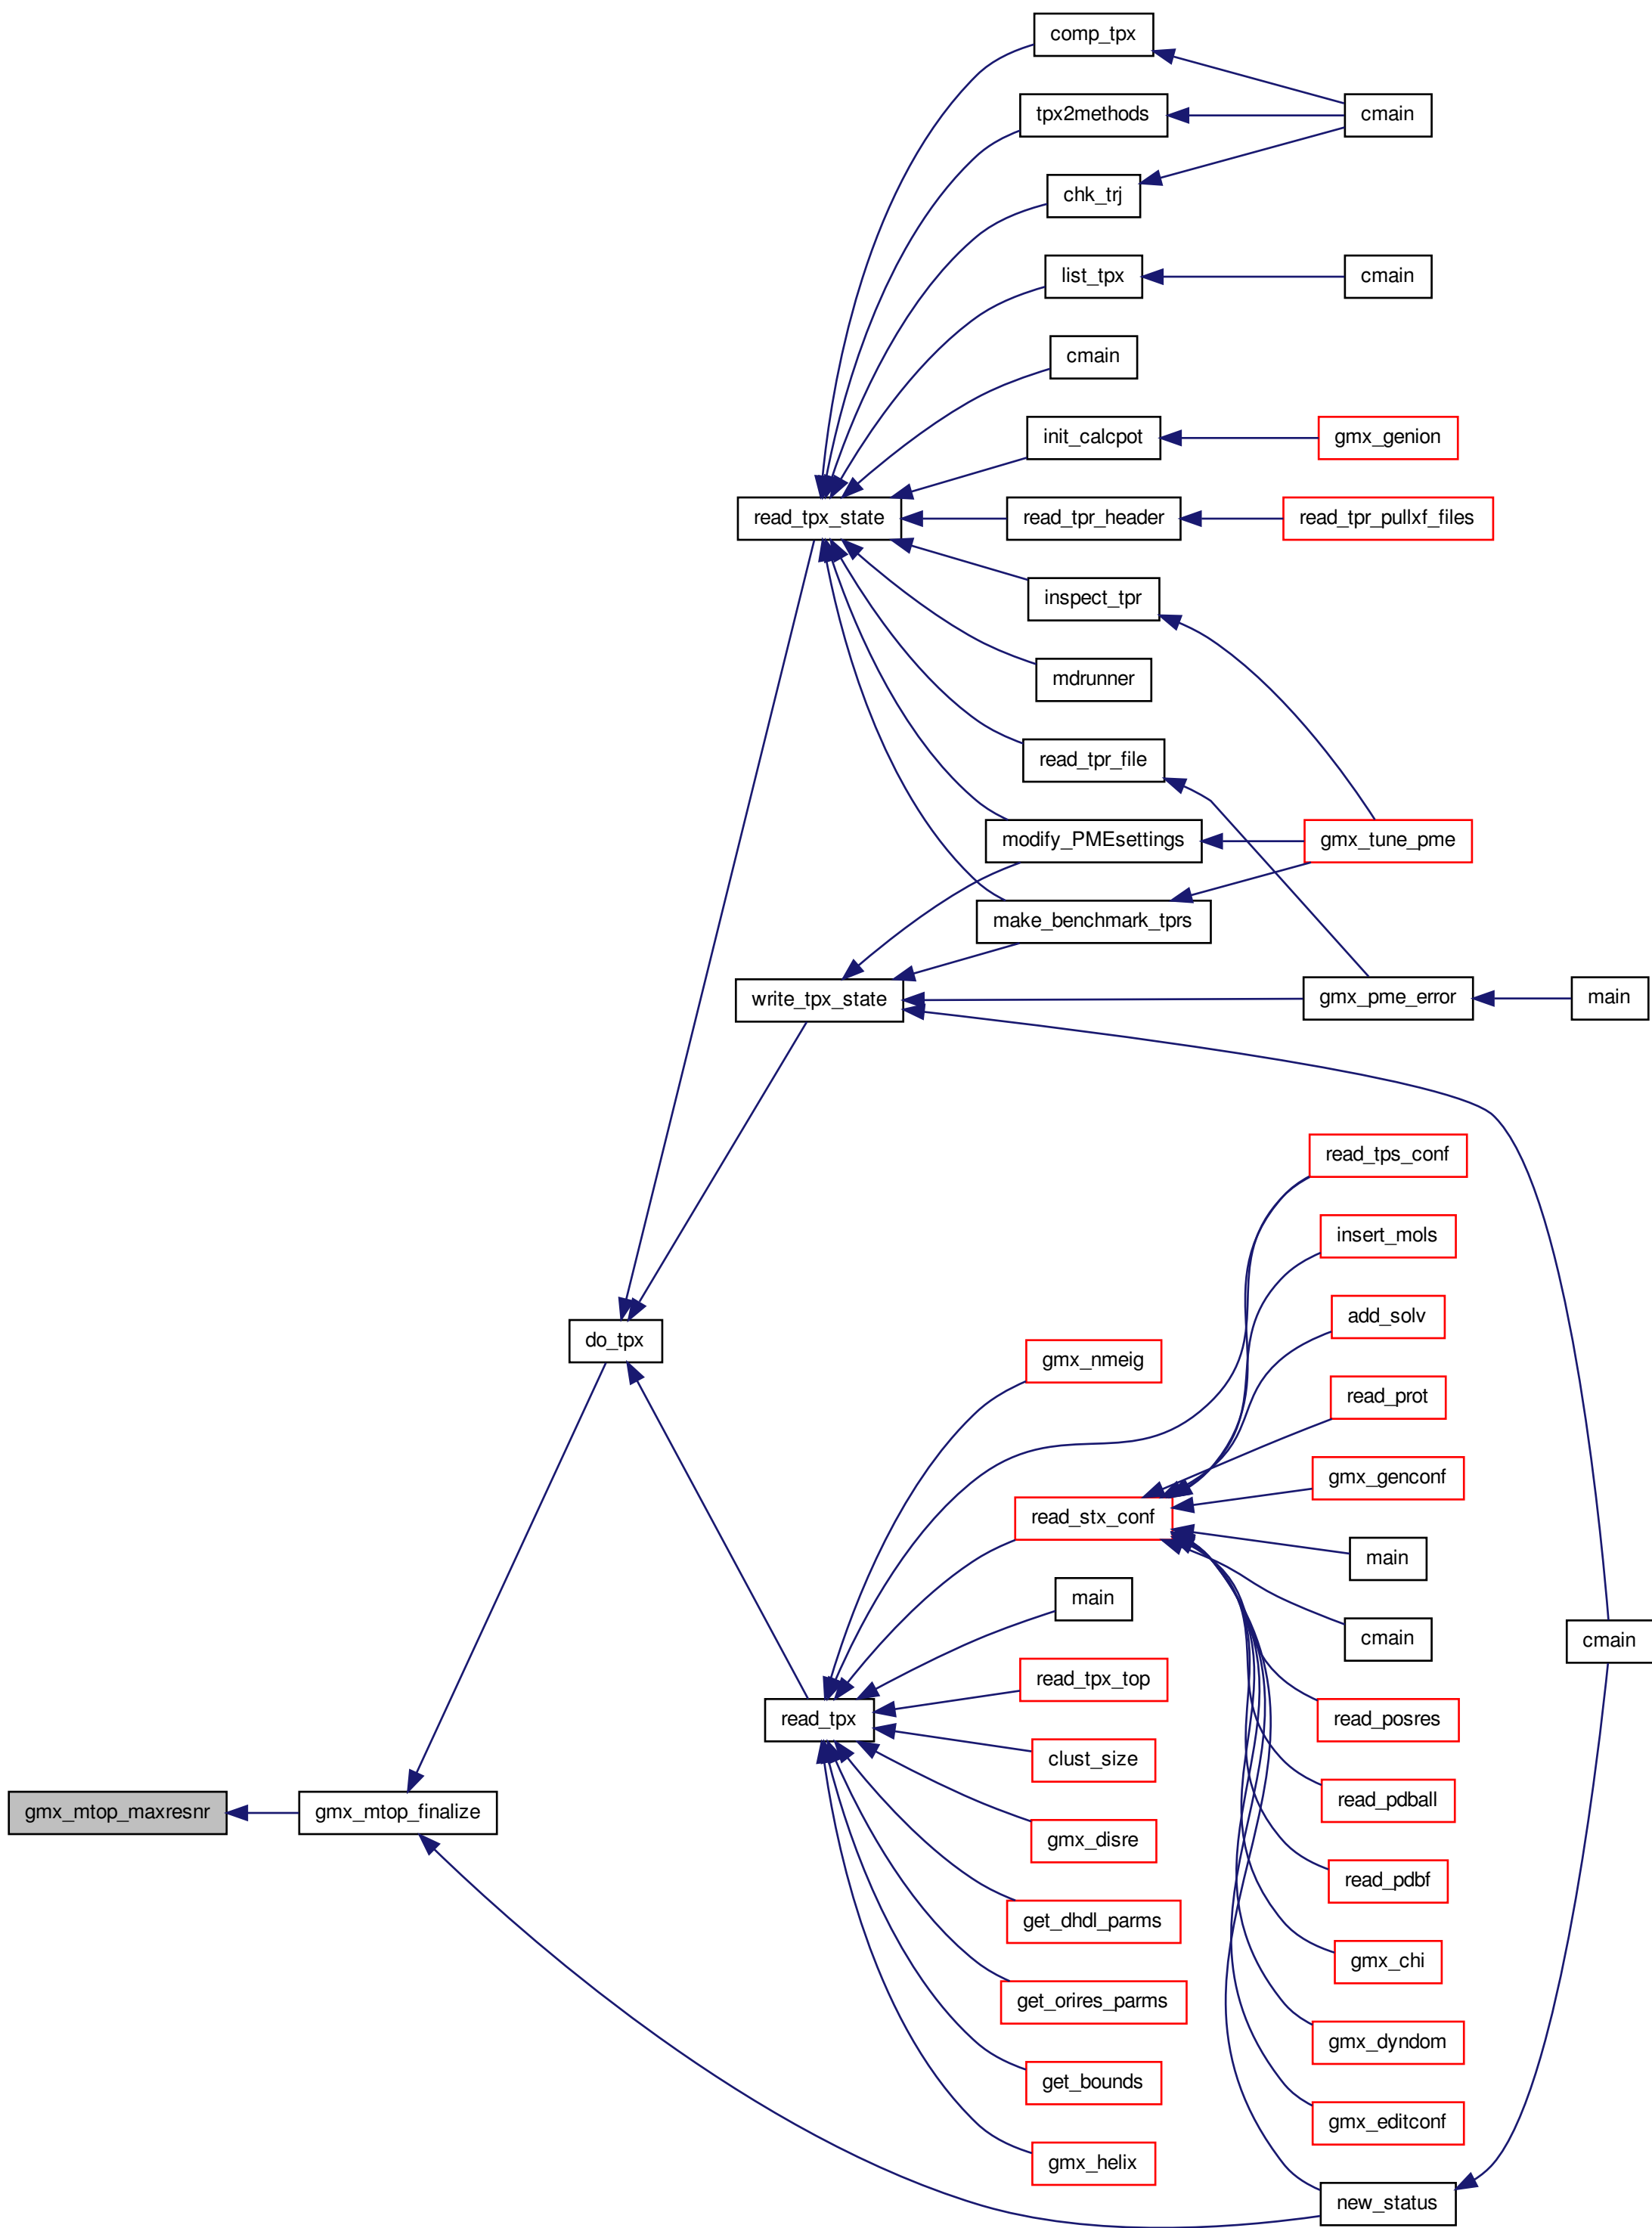 comp_tpx
tpx2methods
cmain
chk_trj
list_tpx
cmain
cmain
init_calcpot
gmx_genion
read_tpx_state
read_tpr_header
read_tpr_pullxf_files
inspect_tpr
mdrunner
read_tpr_file
modify_PMEsettings
gmx_tune_pme
make_benchmark_tprs
write_tpx_state
gmx_pme_error
main
read_tps_conf
insert_mols
add_solv
do_tpx
gmx_nmeig
read_prot
gmx_genconf
read_stx_conf
main
main
cmain
cmain
read_tpx_top
read_tpx
read_posres
clust_size
read_pdball
gmx_mtop_maxresnr
gmx_mtop_finalize
gmx_disre
read_pdbf
get_dhdl_parms
gmx_chi
get_orires_parms
gmx_dyndom
get_bounds
gmx_editconf
gmx_helix
new_status